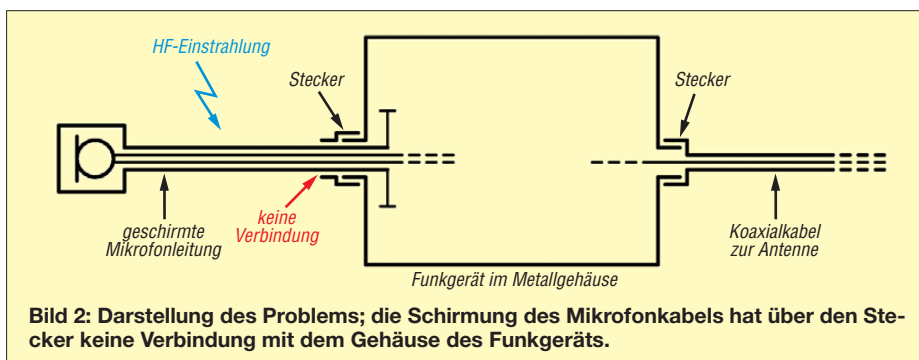 HF-Einstrahlung
Stecker
Stecker
geschirmte
Mikrofonleitung
keine
Verbindung
Koaxialkabel
zur Antenne
Funkgerät im Metallgehäuse
Bild 2: Darstellung des Problems; die Schirmung des Mikrofonkabels hat über den Ste-
cker keine Verbindung mit dem Gehäuse des Funkgeräts.